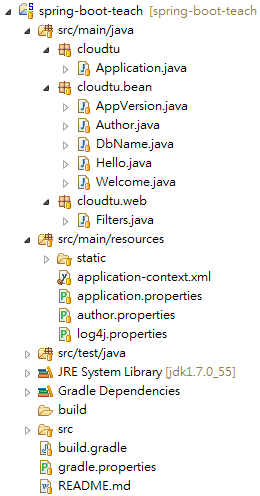 spring-boot-teach [spring-boot-teach]
src/main/java
cloudtu
Application.java
cloudtu.bean
AppVersion.java
Author.java
DbName.java
Hello.java
Welcome.java
cloudtu.web
Filters.java
src/main/resources
static
application-context.xml
application.properties
author.properties
log4j.properties
src/test/java
JRE System Library [jdk1.7.0_55]
Gradle Dependencies
build
src
build.gradle
gradle.properties
README.md